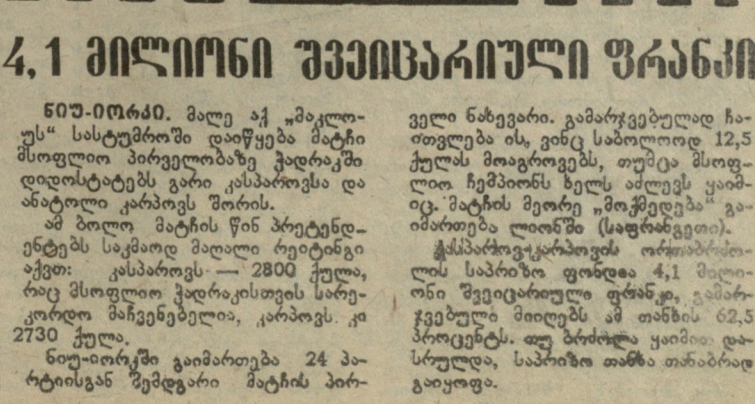 4,1 მილიონი შვეიცარიული ფრანკი
ნიუ-იორკი. მალე აქ „მაკლო-
უს“ სასტუმროში დაიწყება მატჩი
მსოფლიო პირველობაზე ჭადრაკში
დიდოსტატებს გარი კასპაროვსა და
ანატოლი კარპოვს შორის.
ამ ბოლო მატჩის წინ პრეტენდ-
ენტებს საკმაოდ მაღალი რეიტინგი
აქვთ: კასპაროვს — 2800 ქულა,
რაც მსოფლიო ჭადრაკისთვის სარე-
კორდო მაჩვენებელია, კარპოვს კი
2730 ქულა.
ნიუ-იორკში გაიმართება 24 პა-
რტიისგან შემდგარი მატჩის პირ-
ველი ნახევარი. გამარჯვებულად ჩა-
ითვლება ის, ვინც საბოლოოდ 12,5
ქულას მოაგროვებს, თუმცა მსოფ-
ლიო ჩემპიონს ხელს აძლევს ყაიმ-
იც. მატჩის მეორე „მოქმედება“ გა-
იმართება ლიონში (საფრანგეთი).
კასპაროვ-კარპოვის ორთაბრძო-
ლის საპრიზო ფონდია 4,1 მილი-
ონი შვეიცარიული ფრანკი, გამარ-
ჯვებული მიიღებს ამ თანხის 62,5
პროცენტს. თუ ბრძოლა ყაიმით და-
სრულდა, საპრიზო თანხა თანაბრად
გაიყოფა.